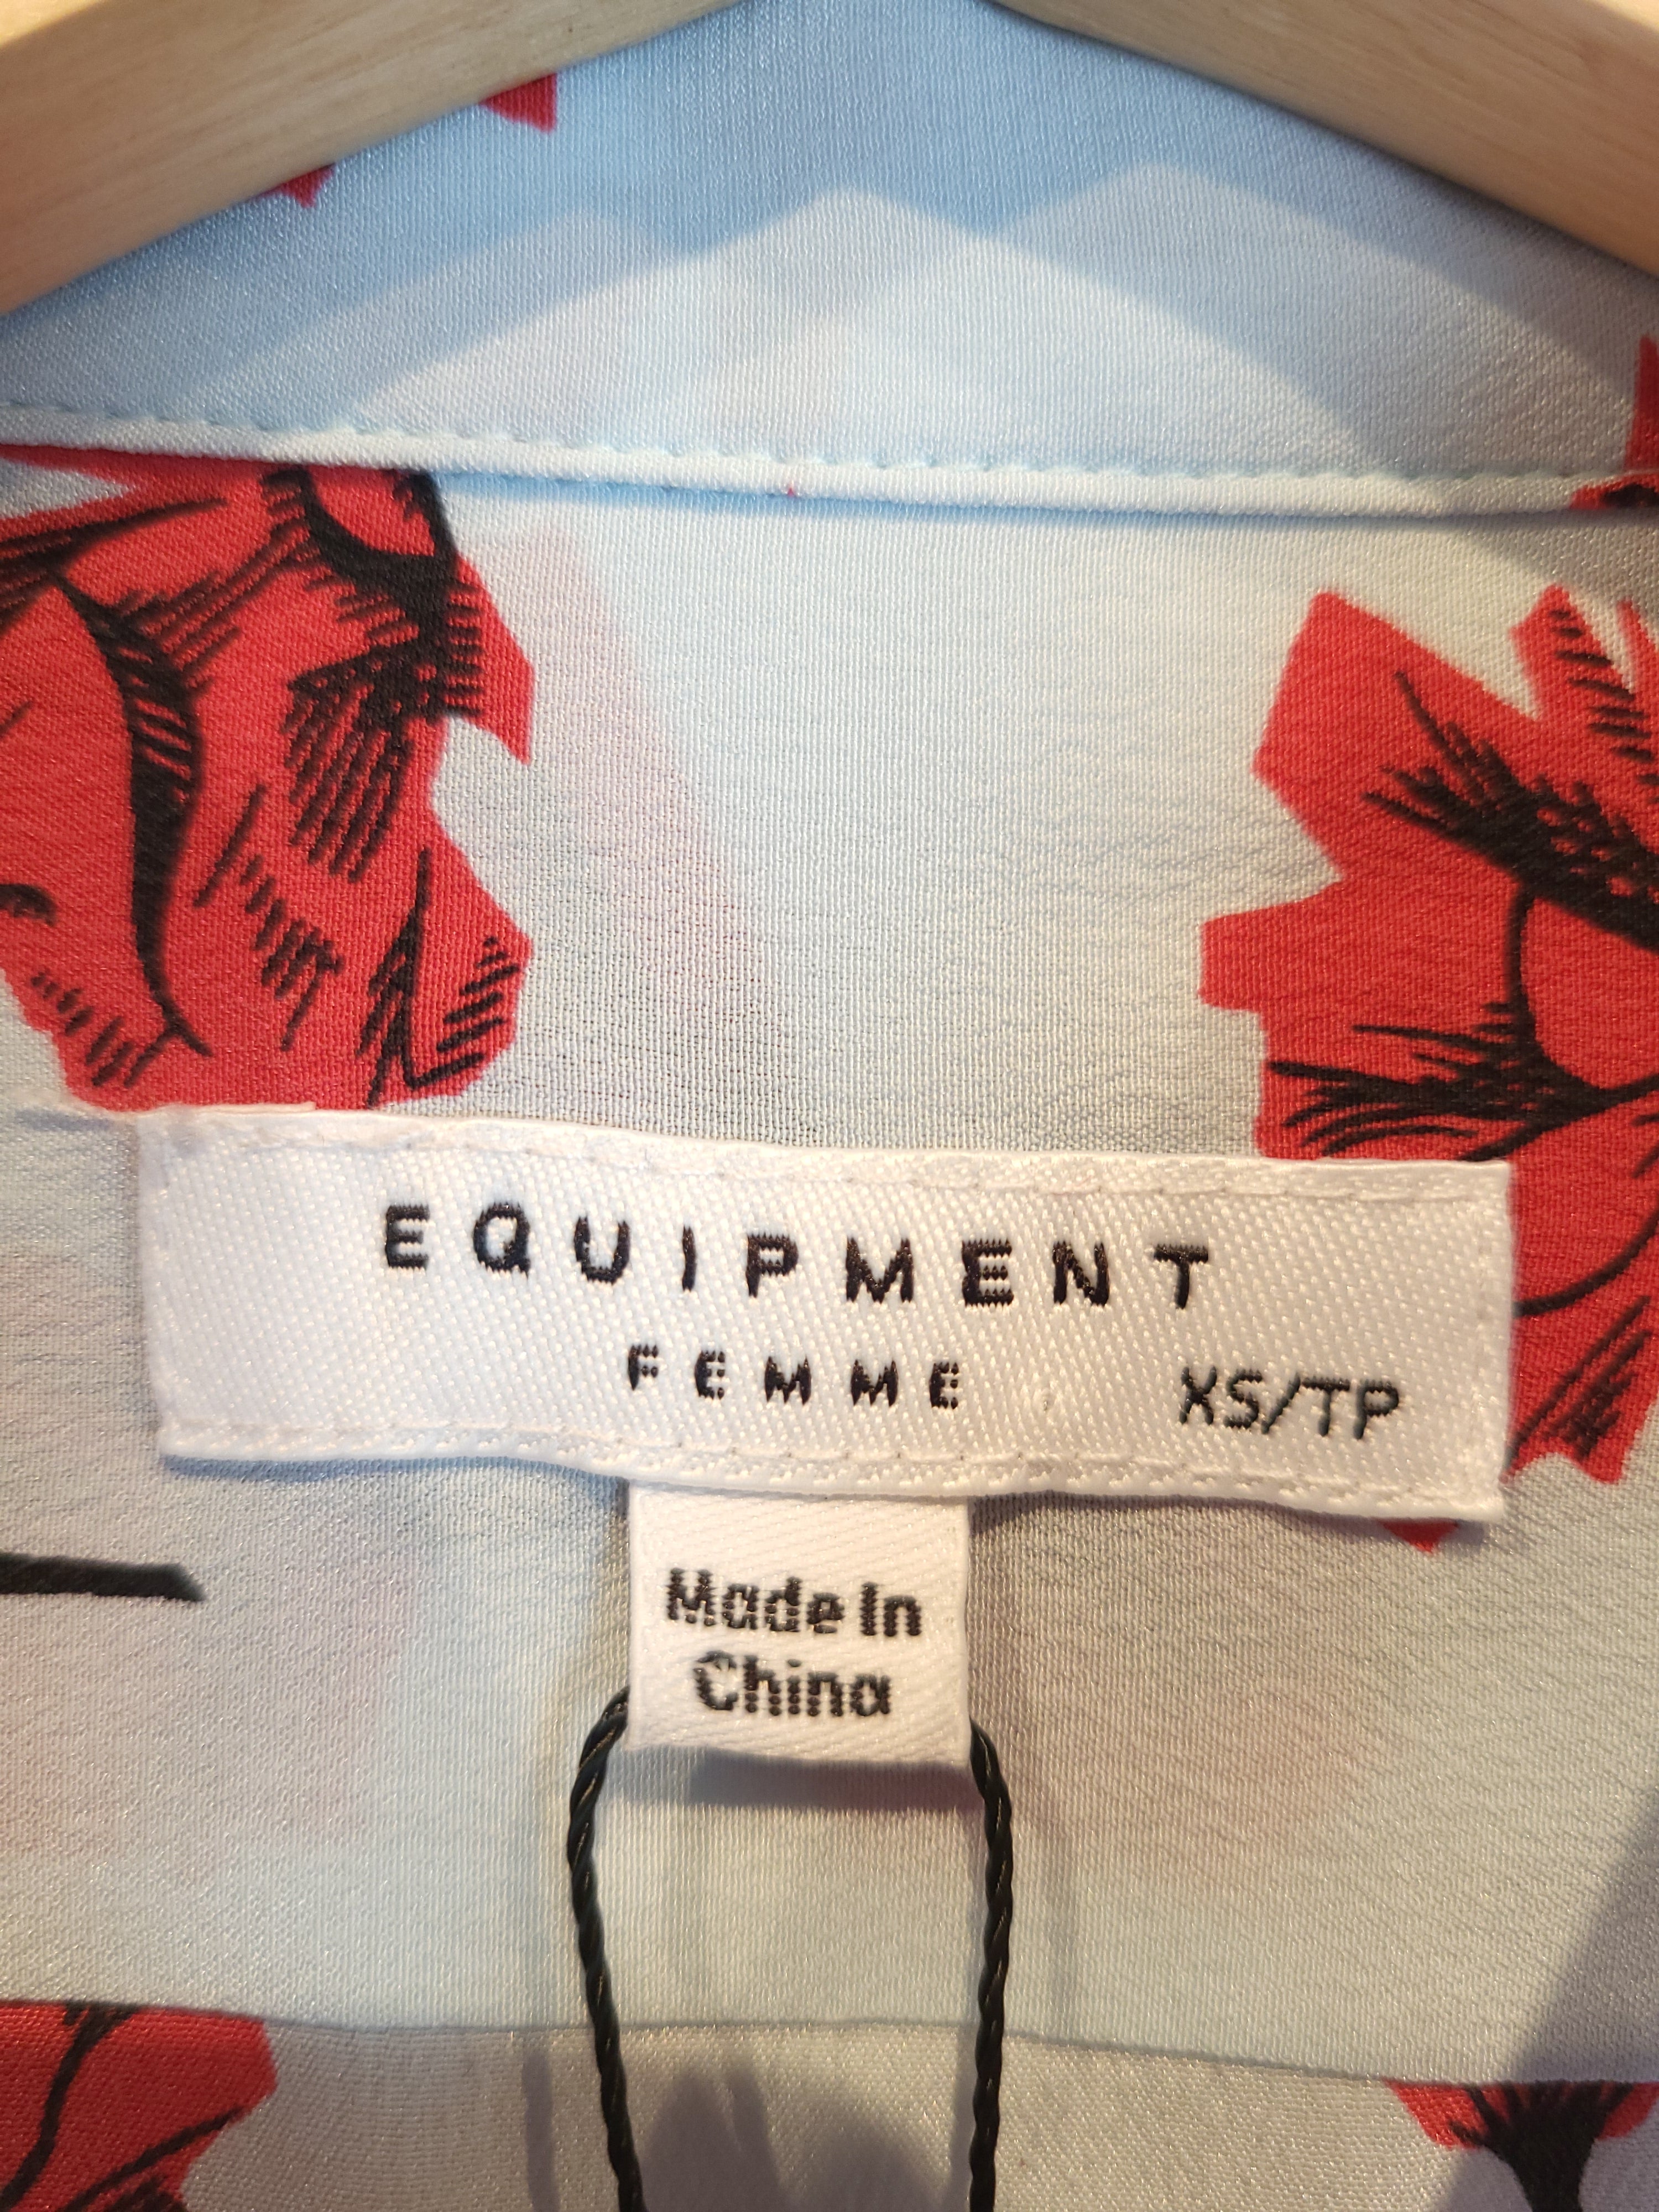 EQUIPMENT
FEMME XS/TP
Made In
China